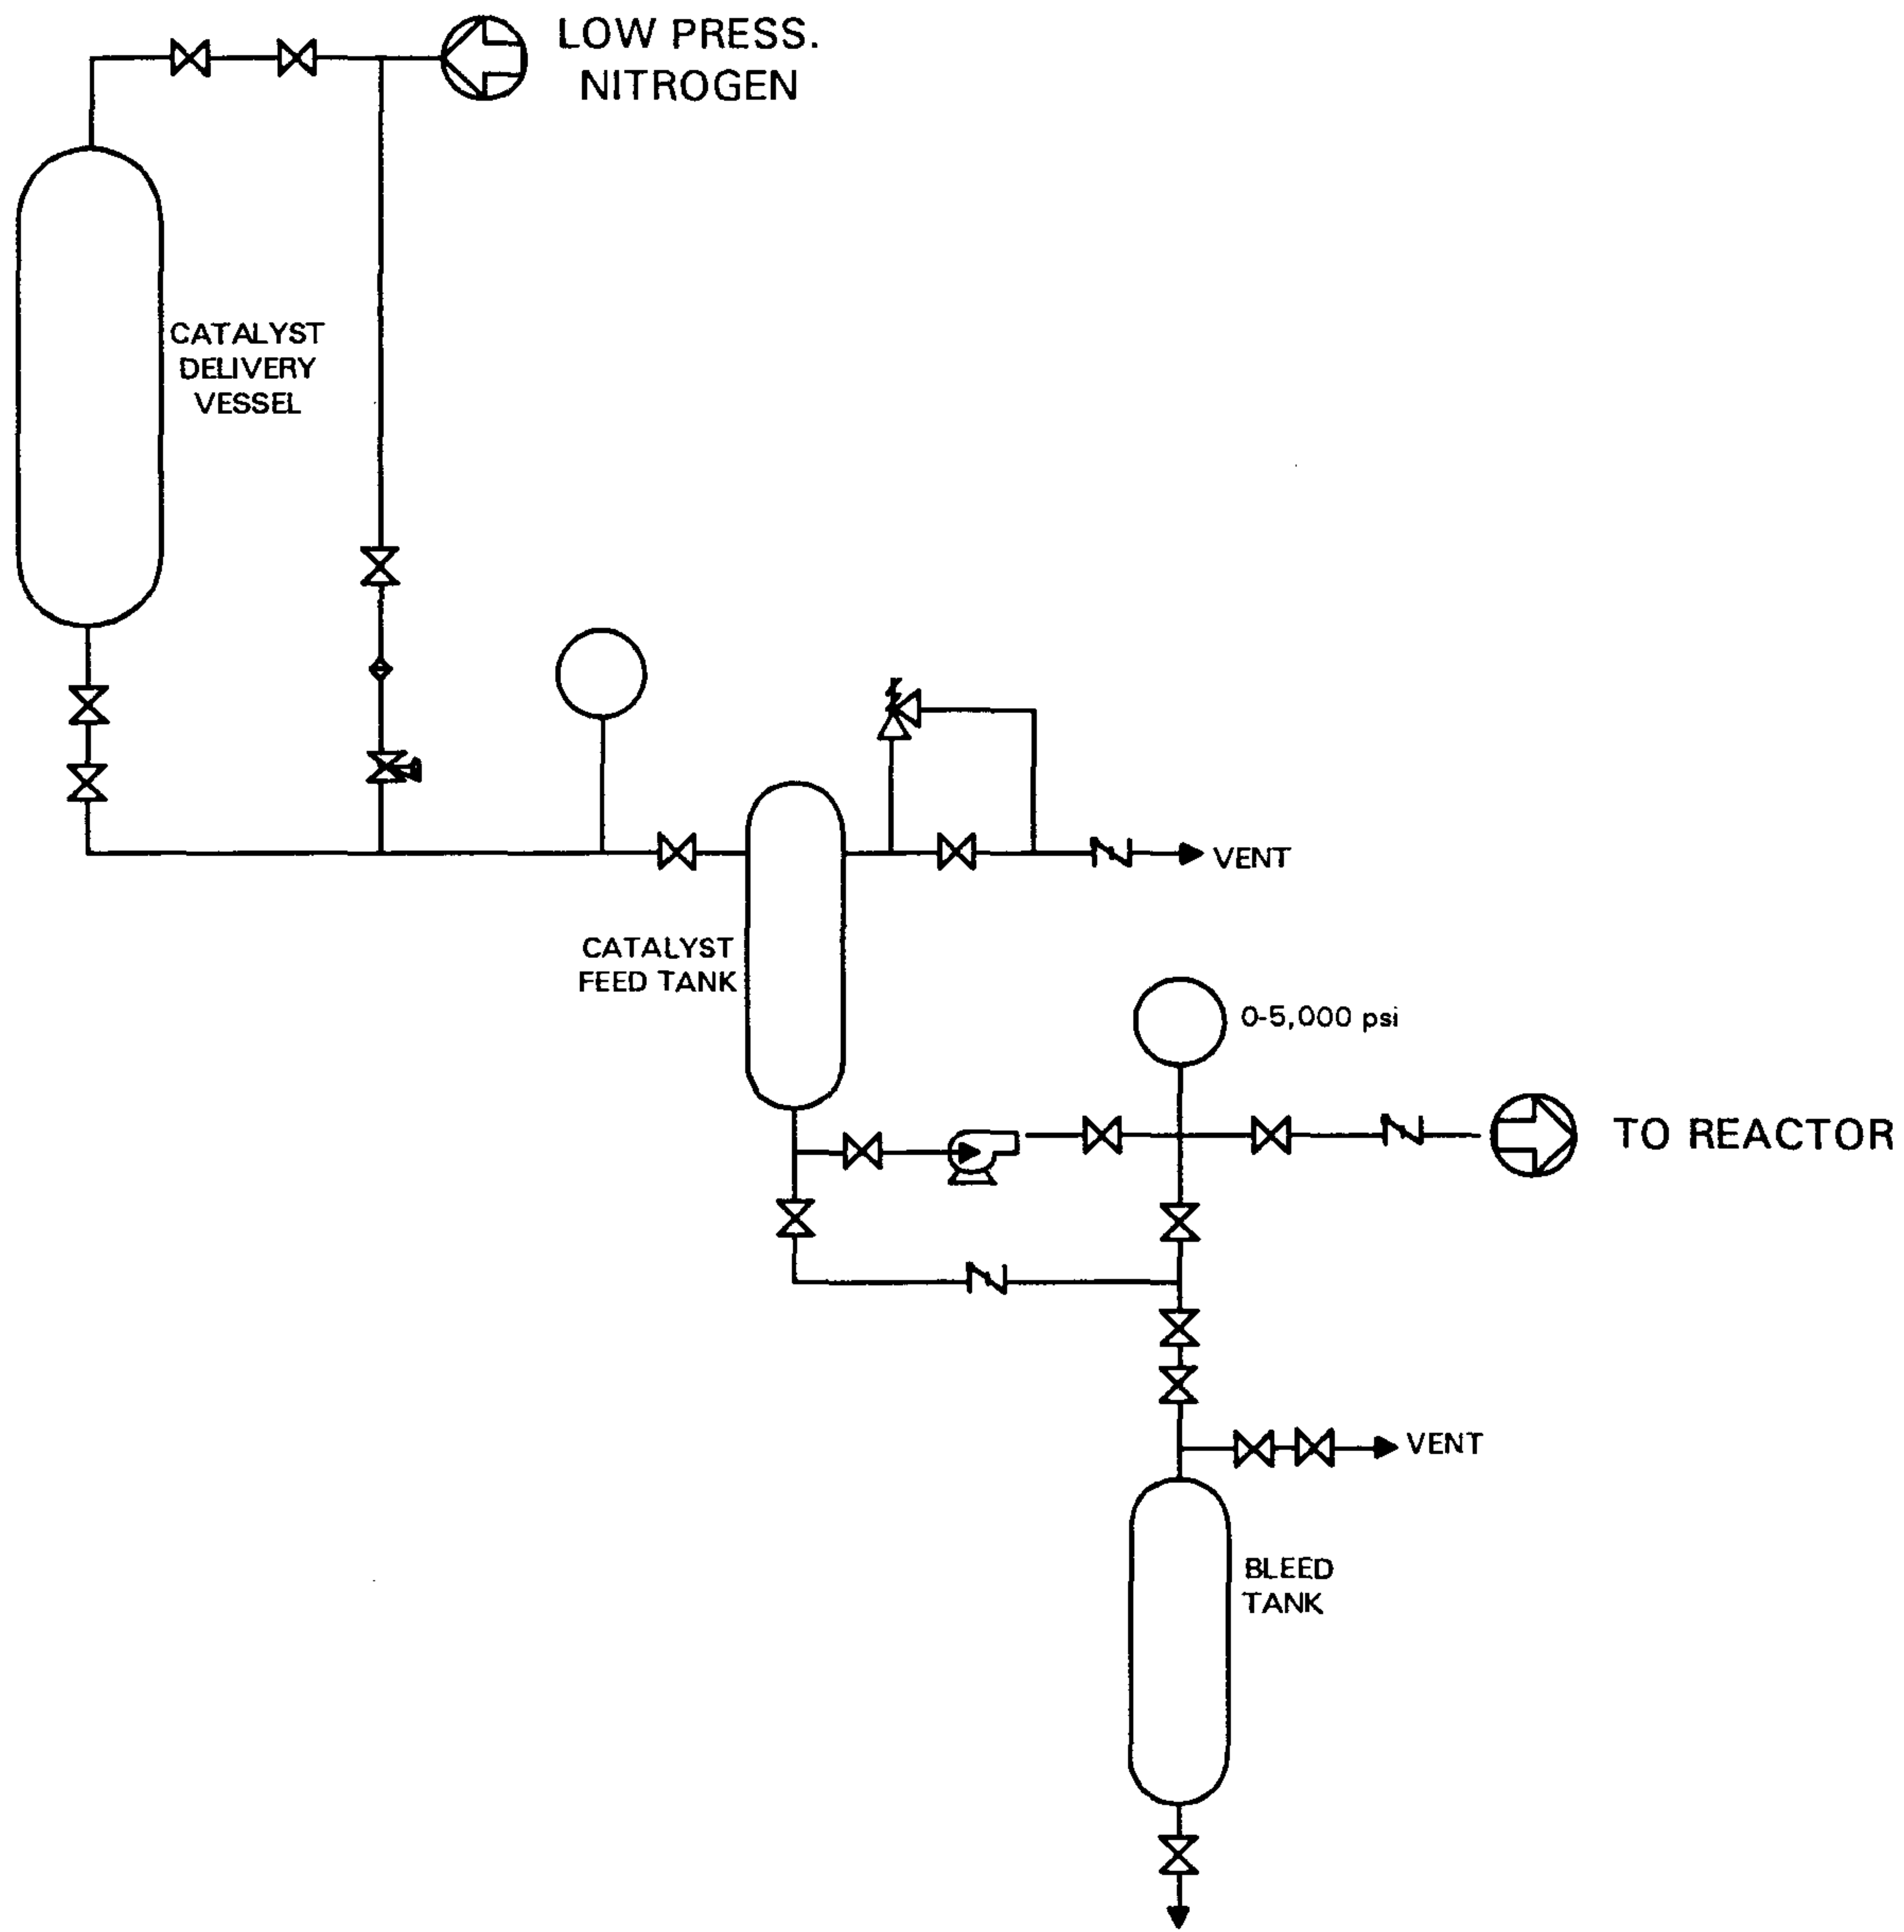 LOW PRESS.
NITROGEN
CATALYST
DELIVERY
VESSEL
VENT
CATALYST
FEED TANK
0-5,000 psi
TO REACTOR
VENT
BLEED
TANK